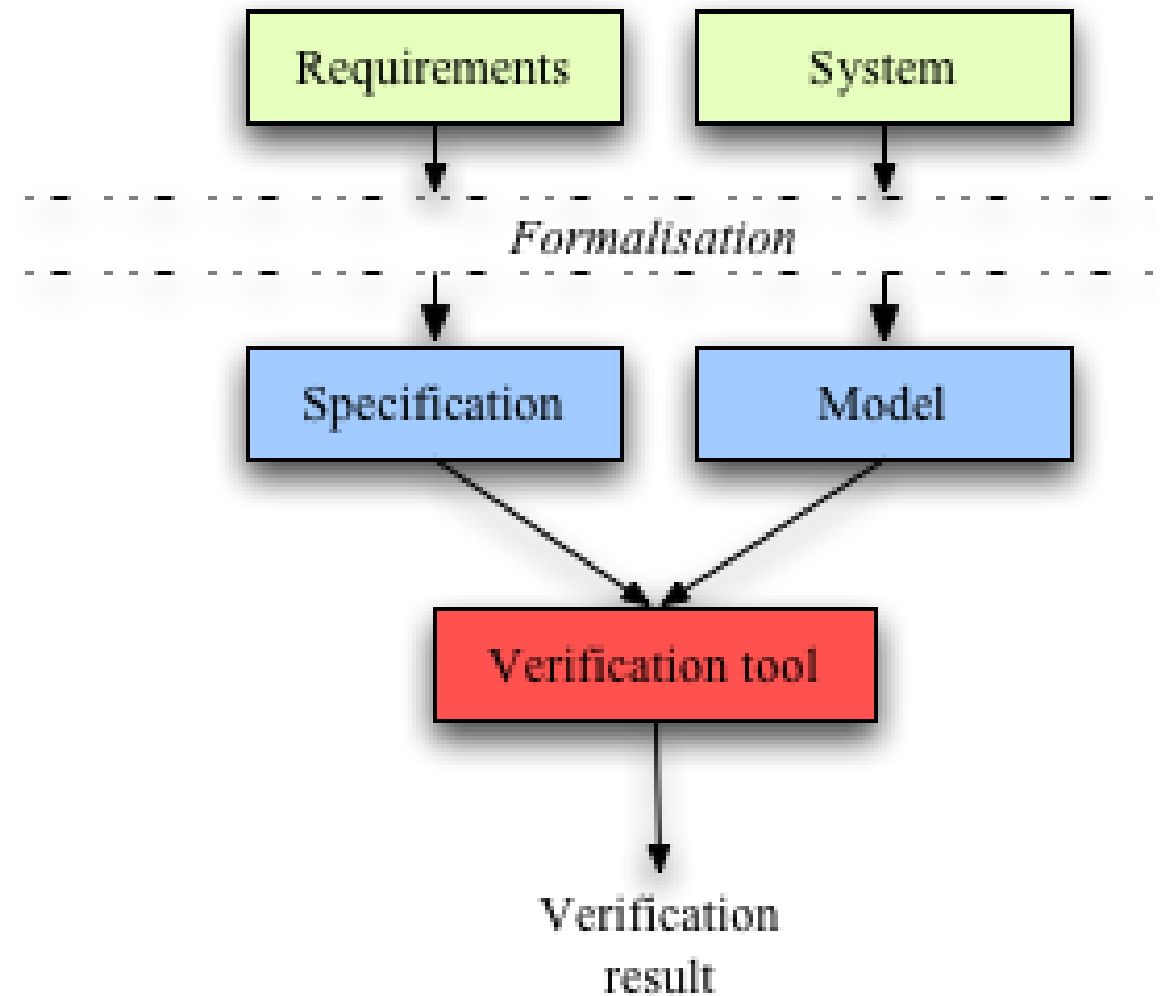 Requirements
System
Formalisation
Specification
Model
Verification tool
Verification
result